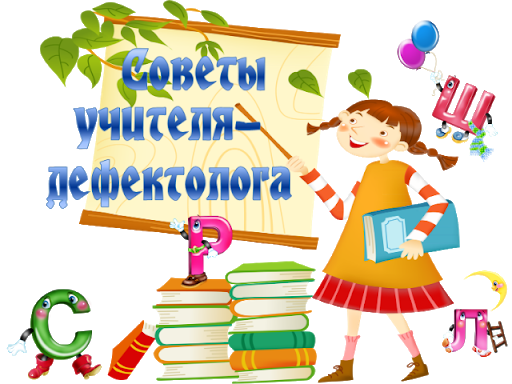 Советы
учителя-
дефектолога
Щ
Р
С
Л